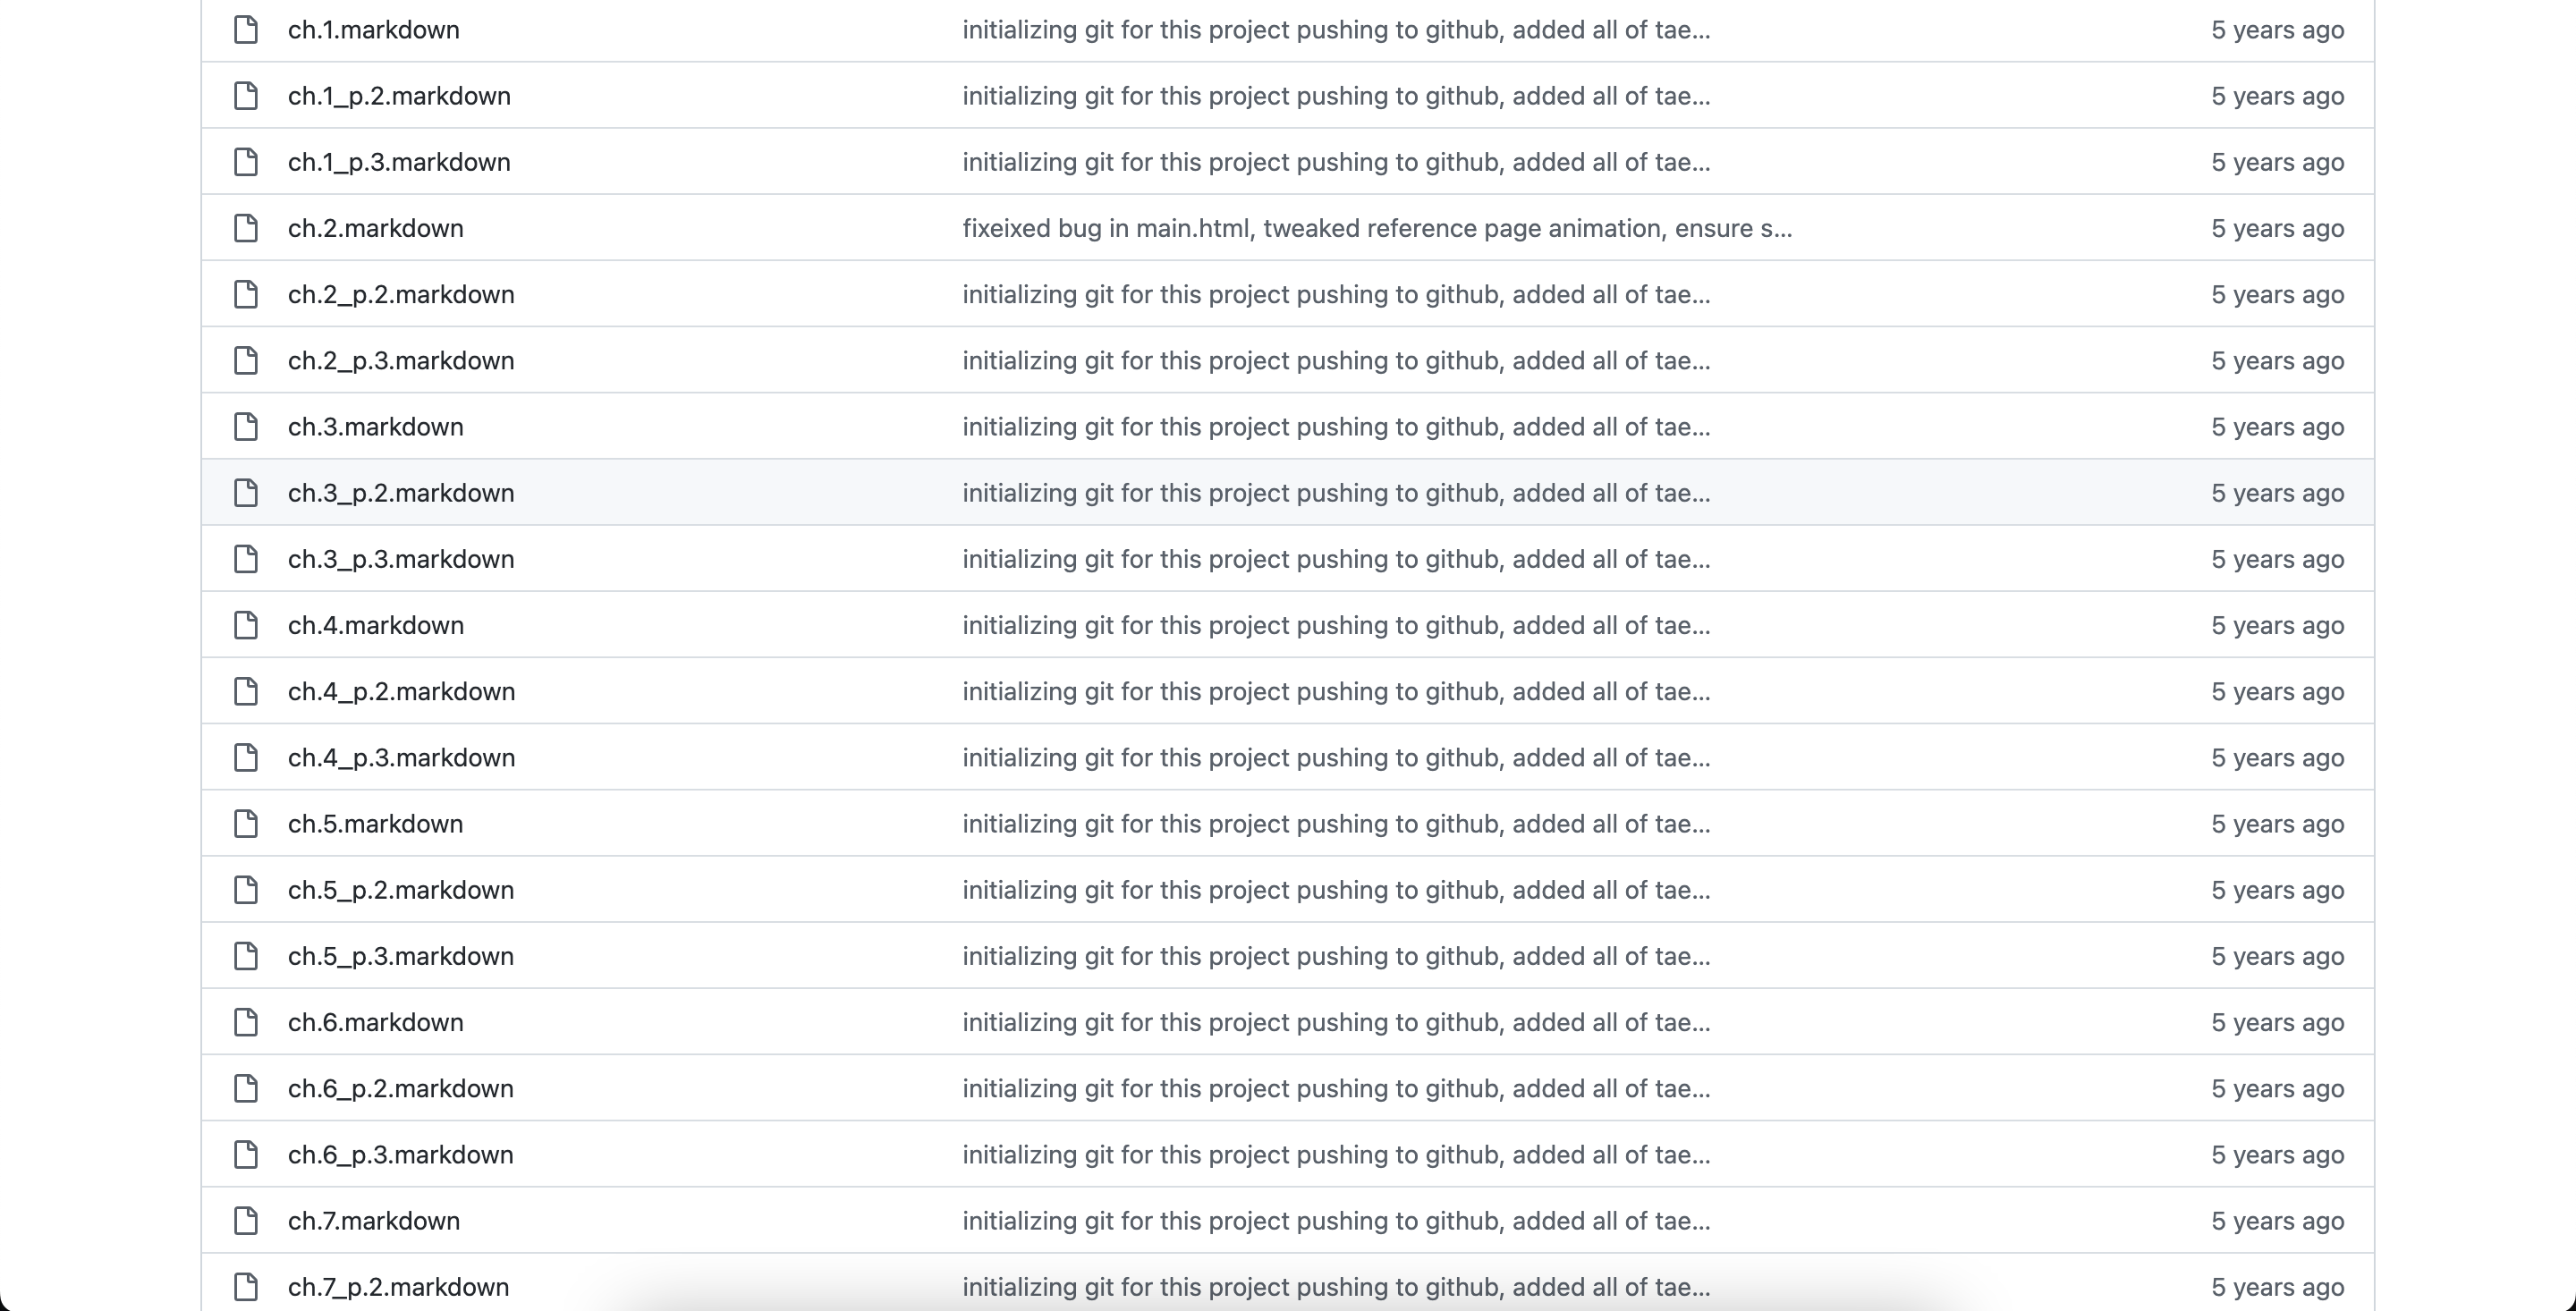 ch.1.markdown initializing git for this project pushing to github, added all of tae... 5 years ago
ch.1_p.2.markdown initializing git for this project pushing to github, added all of tae... 5 years ago
ch.1_p.3.markdown initializing git for this project pushing to github, added all of tae... 5 years ago
ch.2.markdown fixeixed bug in main.html, tweaked reference page animation, ensure s... 5 years ago
ch.2_p.2.markdown initializing git for this project pushing to github, added all of tae... 5 years ago
ch.2_p.3.markdown initializing git for this project pushing to github, added all of tae... 5 years ago
ch.3.markdown initializing git for this project pushing to github, added all of tae... 5 years ago
ch.3_p.2.markdown initializing git for this project pushing to github, added all of tae... 5 years ago
ch.3_p.3.markdown initializing git for this project pushing to github, added all of tae... 5 years ago
ch.4.markdown initializing git for this project pushing to github, added all of tae... 5 years ago
ch.4_p.2.markdown initializing git for this project pushing to github, added all of tae... 5 years ago
ch.4_p.3.markdown initializing git for this project pushing to github, added all of tae... 5 years ago
ch.5.markdown initializing git for this project pushing to github, added all of tae... 5 years ago
ch.5_p.2.markdown initializing git for this project pushing to github, added all of tae... 5 years ago
ch.5_p.3.markdown initializing git for this project pushing to github, added all of tae... 5 years ago
ch.6.markdown initializing git for this project pushing to github, added all of tae... 5 years ago
ch.6_p.2.markdown initializing git for this project pushing to github, added all of tae... 5 years ago
ch.6_p.3.markdown initializing git for this project pushing to github, added all of tae... 5 years ago
ch.7.markdown initializing git for this project pushing to github, added all of tae... 5 years ago
ch.7_p.2.markdown initializing git for this project pushing to github, added all of tae... 5 years ago